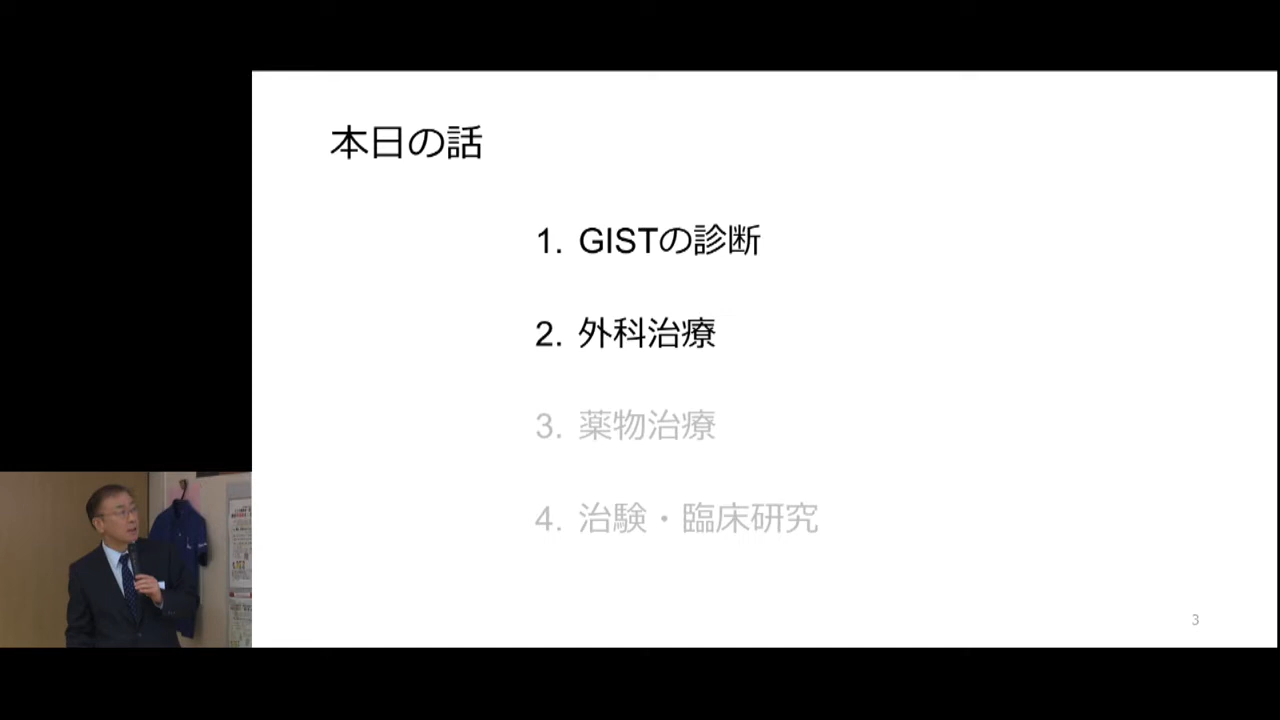 本日の話
1. GISTの診断
2. 外科治療
3. 薬物治療
4. 治験・臨床研究
3